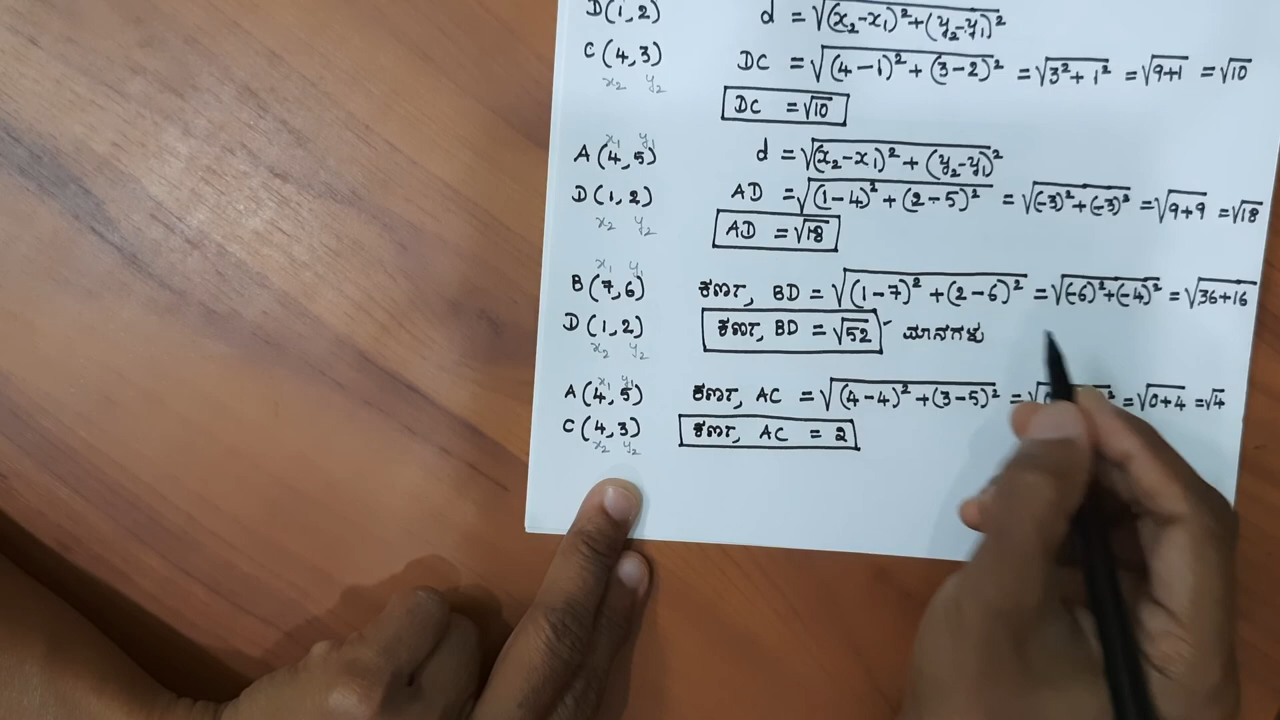 D(1,2) d = √(x₂-x₁)²+(y₂-y₁)²
C(4,3) DC = √(4-1)²+(3-2)² = √3²+1² = √9+1 = √10
x₂ y₂
DC = √10
x₁ y₁
A(4,5) d = √(x₂-x₁)²+(y₂-y₁)²
D(1,2) AD = √(1-4)²+(2-5)² = √(-3)²+(-3)² = √9+9 = √18
x₂ y₂
AD = √18
x₁ y₁
B(7,6) ಕರ್ಣ, BD = √(1-7)²+(2-6)² = √(-6)²+(-4)² = √36+16
D(1,2) ಕರ್ಣ, BD = √52 ಮಾನಗಳು
x₂ y₂
x₁ y₁
A(4,5) ಕರ್ಣ, AC = √(4-4)²+(3-5)² = = √0+4 = √4
C(4,3) ಕರ್ಣ, AC = 2
x₂ y₂